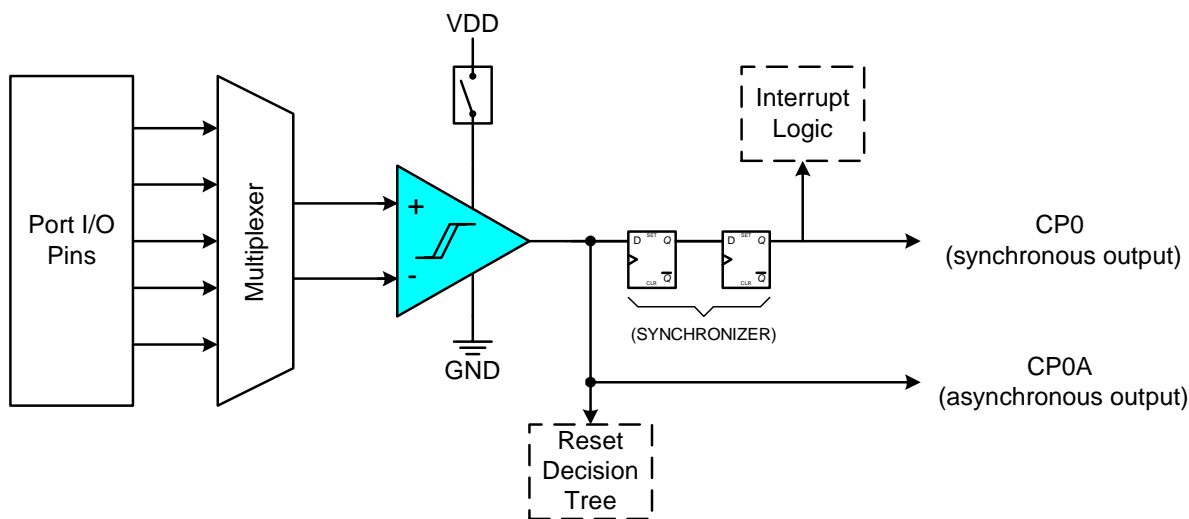 VDD
Port I/O
Pins
Multiplexer
+
-
GND
D SET Q
CLR Q
D SET Q
CLR Q
(SYNCHRONIZER)
Interrupt
Logic
CP0
(synchronous output)
CP0A
(asynchronous output)
Reset
Decision
Tree